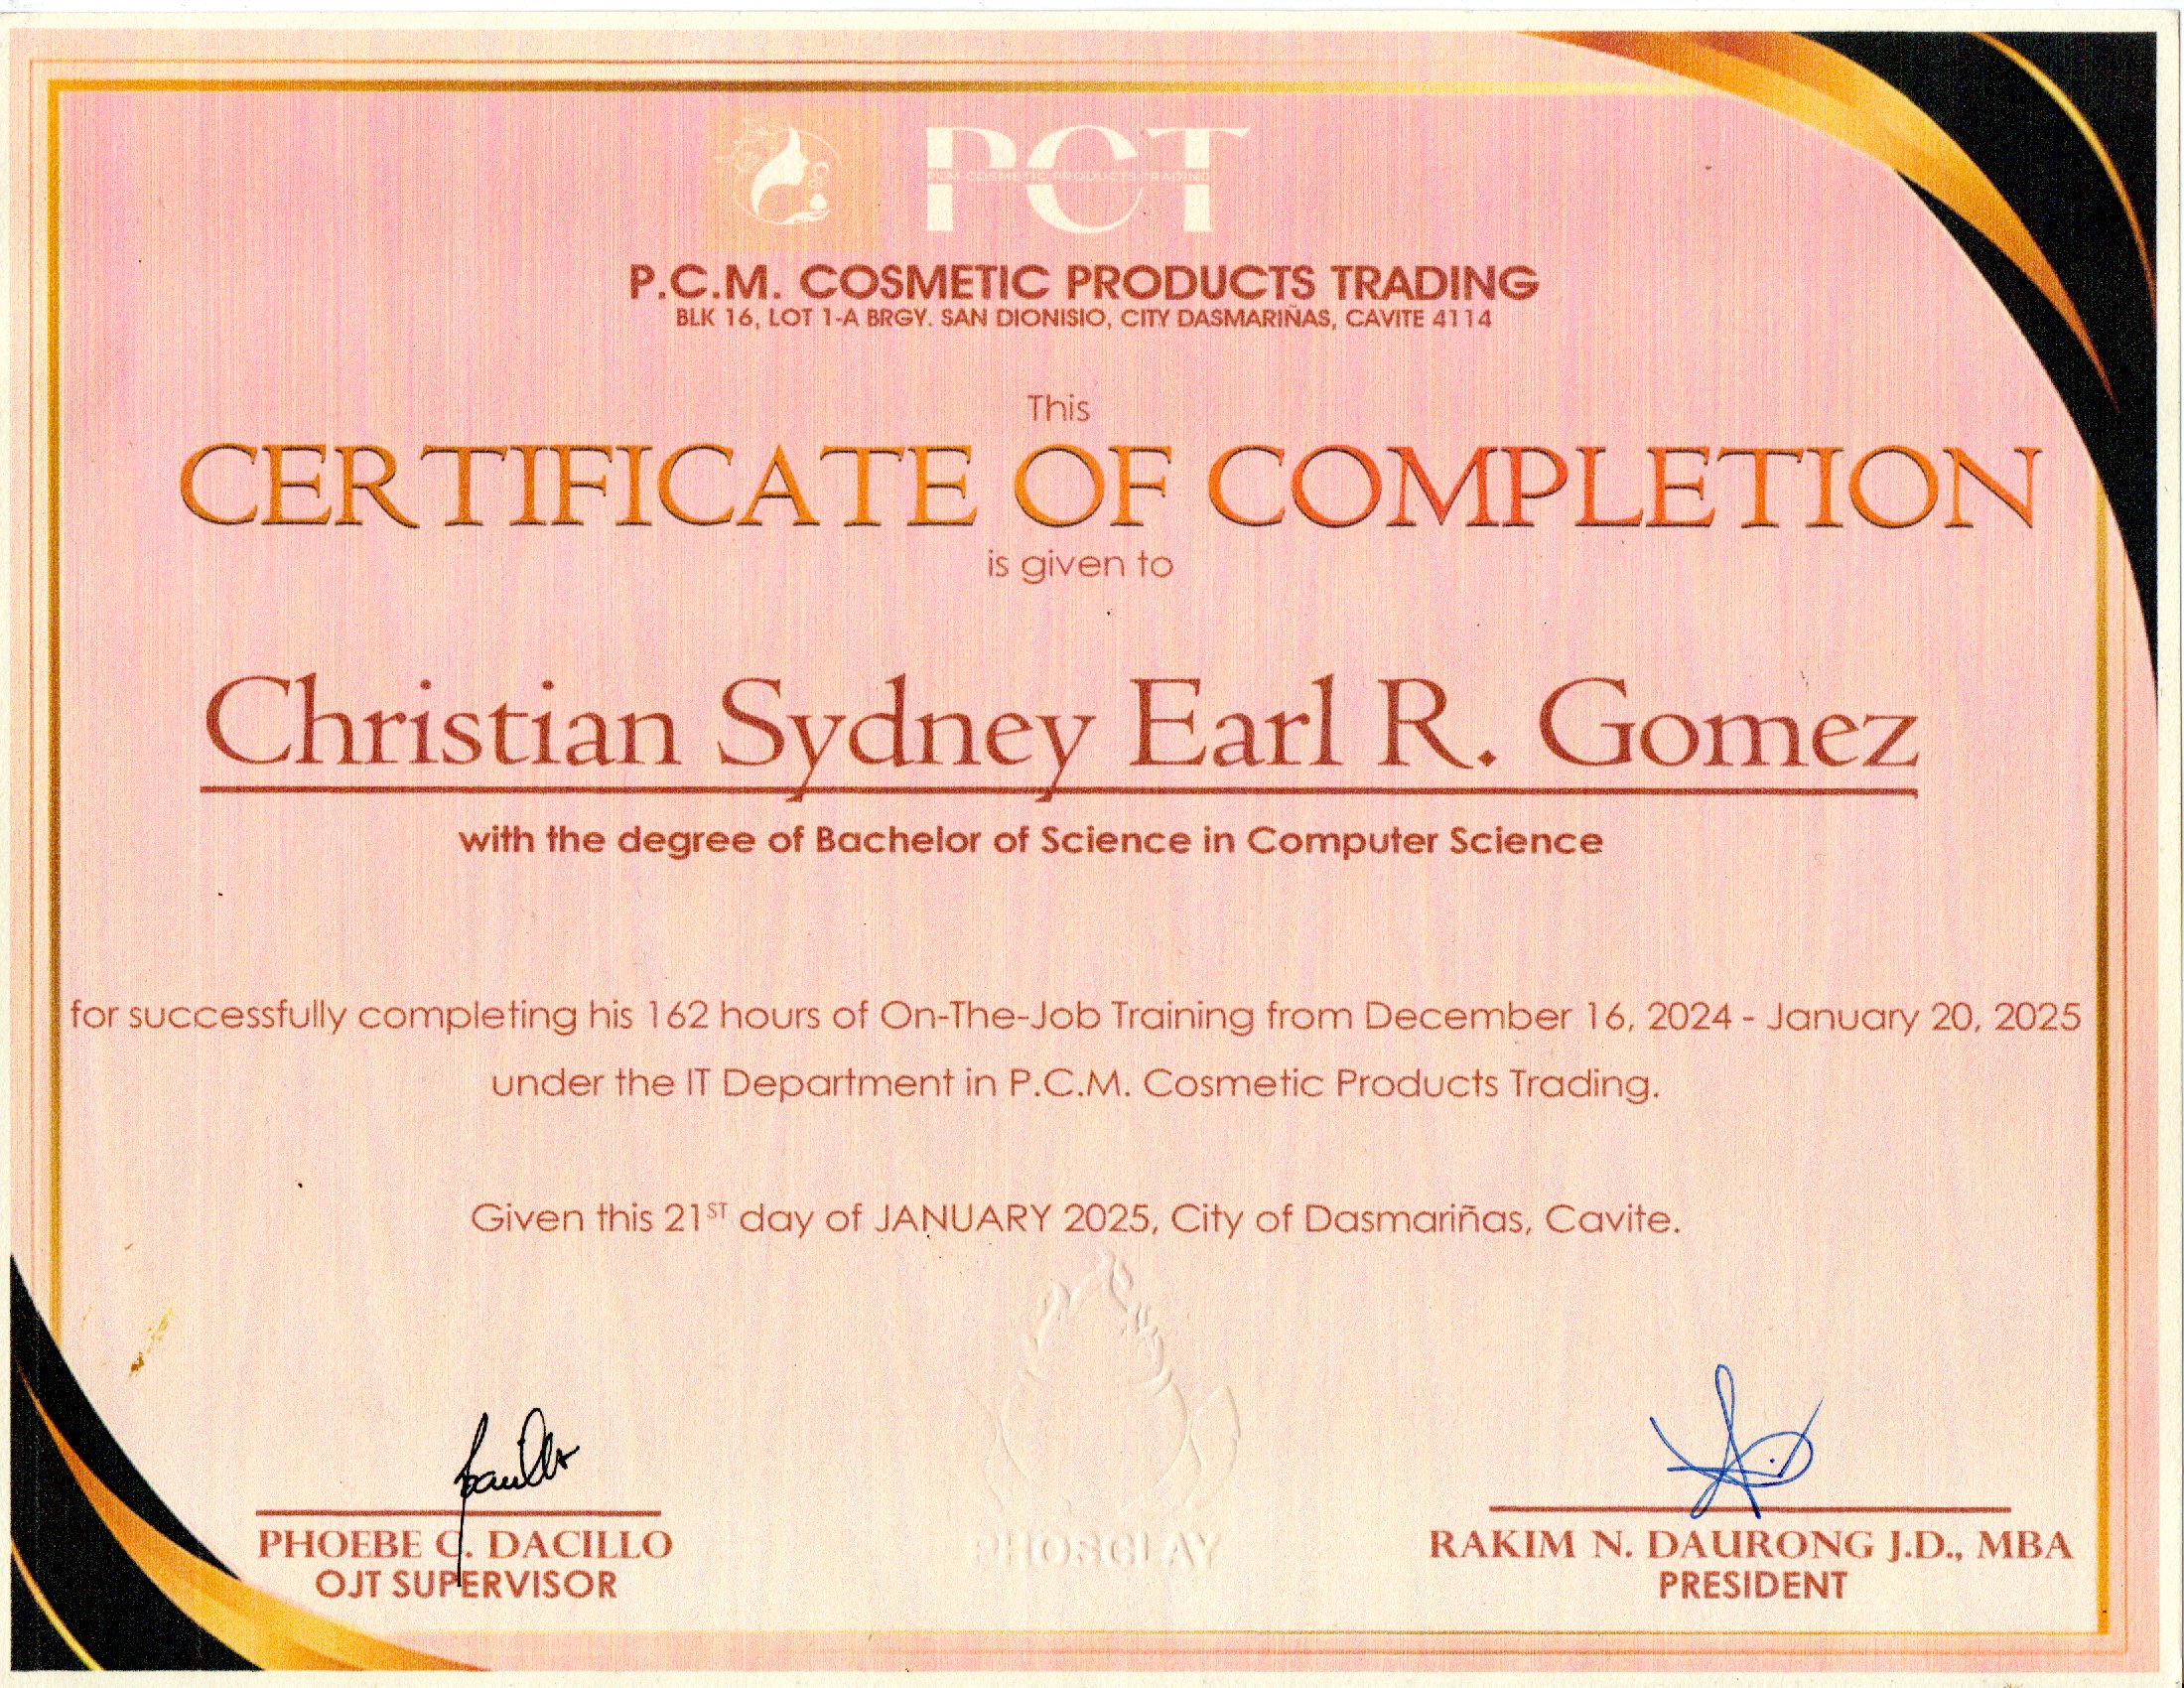 PCT
PCM COSMETIC PRODUCTS TRADING
P.C.M. COSMETIC PRODUCTS TRADING
BLK 16, LOT 1-A BRGY. SAN DIONISIO, CITY DASMARIÑAS, CAVITE 4114
This
CERTIFICATE OF COMPLETION
is given to
Christian Sydney Earl R. Gomez
with the degree of Bachelor of Science in Computer Science
for successfully completing his 162 hours of On-The-Job Training from December 16, 2024 - January 20, 2025
under the IT Department in P.C.M. Cosmetic Products Trading.
Given this 21ST day of JANUARY 2025, City of Dasmariñas, Cavite.
PHOEBE C. DACILLO
OJT SUPERVISOR
PHOSCLAY
RAKIM N. DAURONG J.D., MBA
PRESIDENT